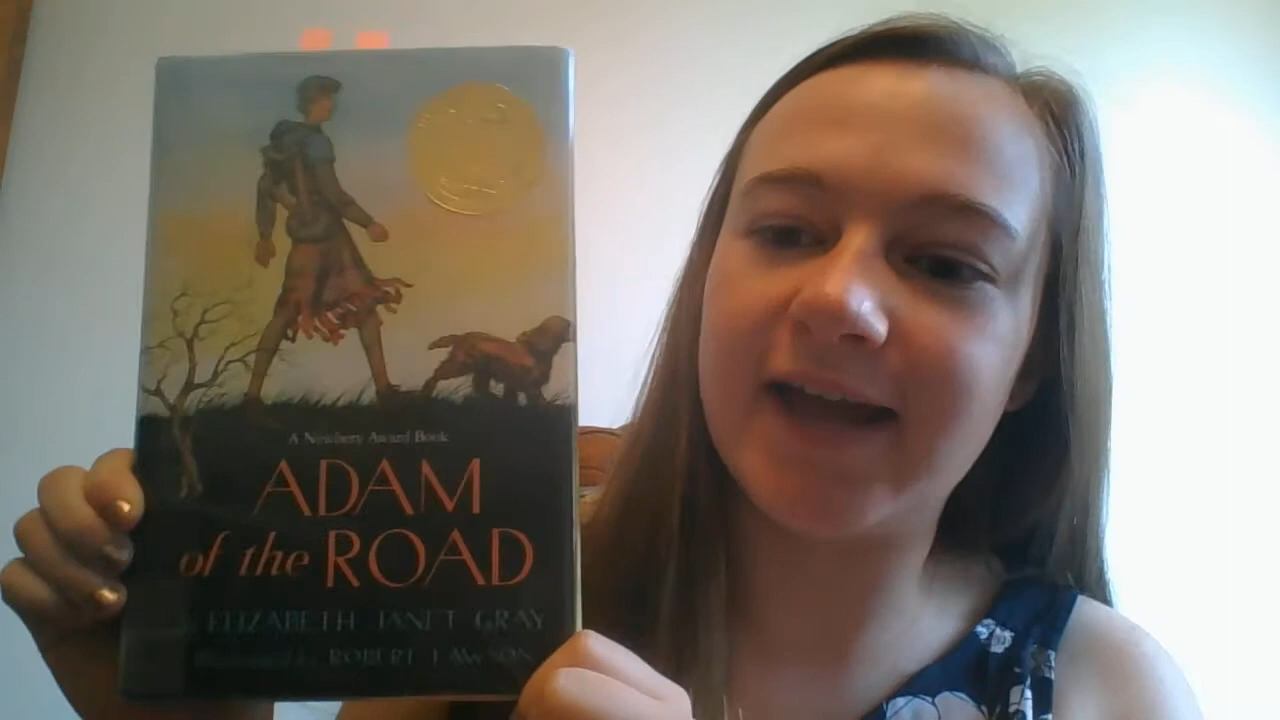 A Newbery Award Book
ADAM
of the ROAD
ELIZABETH JANET GRAY
ROBERT LAWSON